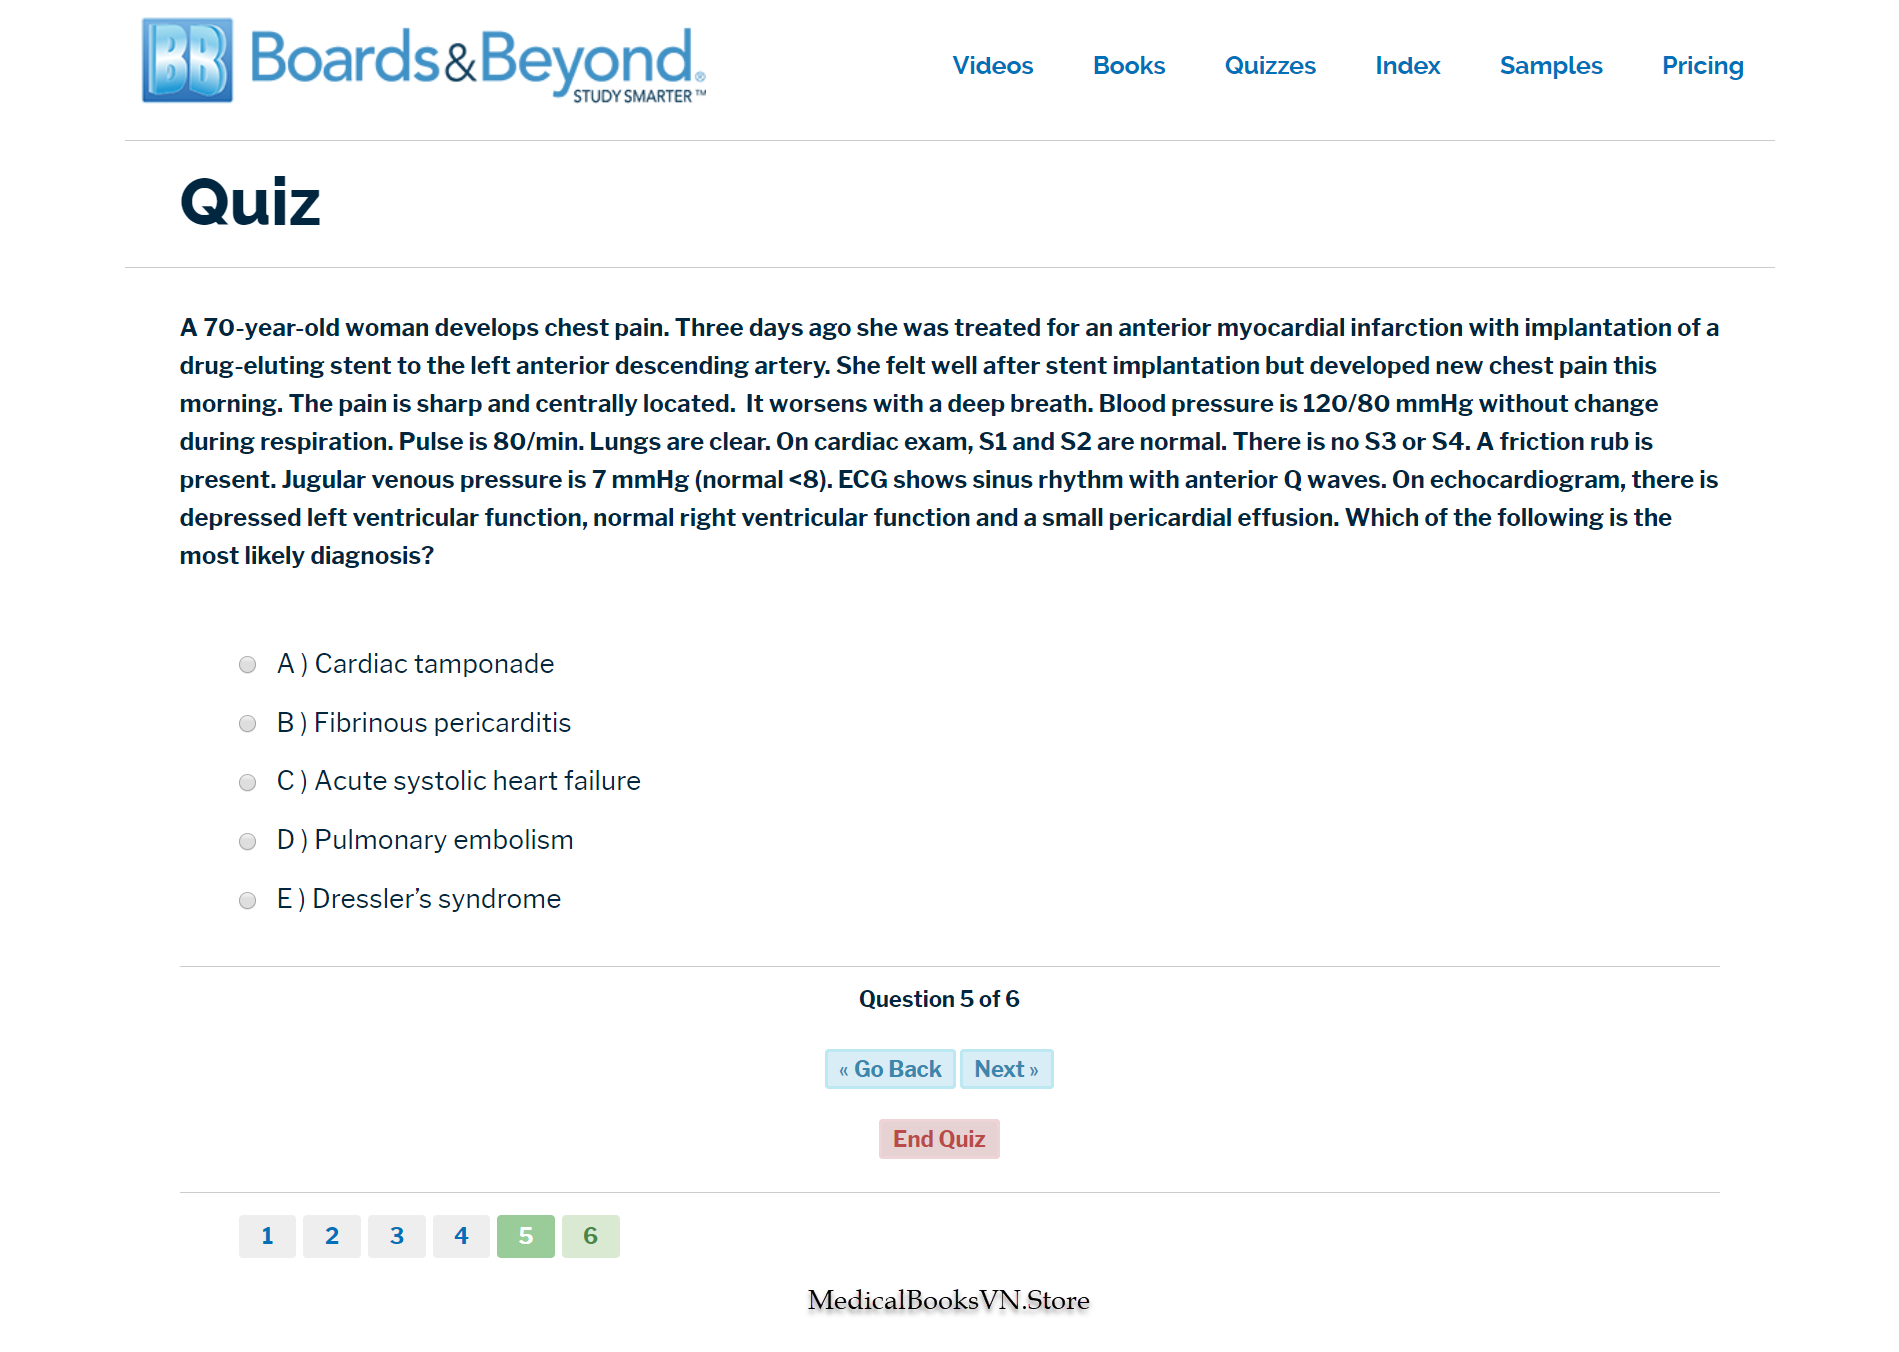 BB Boards&Beyond®
STUDY SMARTER™
Videos Books Quizzes Index Samples Pricing
Quiz
A 70-year-old woman develops chest pain. Three days ago she was treated for an anterior myocardial infarction with implantation of a
drug-eluting stent to the left anterior descending artery. She felt well after stent implantation but developed new chest pain this
morning. The pain is sharp and centrally located.  It worsens with a deep breath. Blood pressure is 120/80 mmHg without change
during respiration. Pulse is 80/min. Lungs are clear. On cardiac exam, S1 and S2 are normal. There is no S3 or S4. A friction rub is
present. Jugular venous pressure is 7 mmHg (normal <8). ECG shows sinus rhythm with anterior Q waves. On echocardiogram, there is
depressed left ventricular function, normal right ventricular function and a small pericardial effusion. Which of the following is the
most likely diagnosis?
A ) Cardiac tamponade
B ) Fibrinous pericarditis
C ) Acute systolic heart failure
D ) Pulmonary embolism
E ) Dressler’s syndrome
Question 5 of 6
« Go Back Next »
End Quiz
1 2 3 4 5 6
MedicalBooksVN.Store